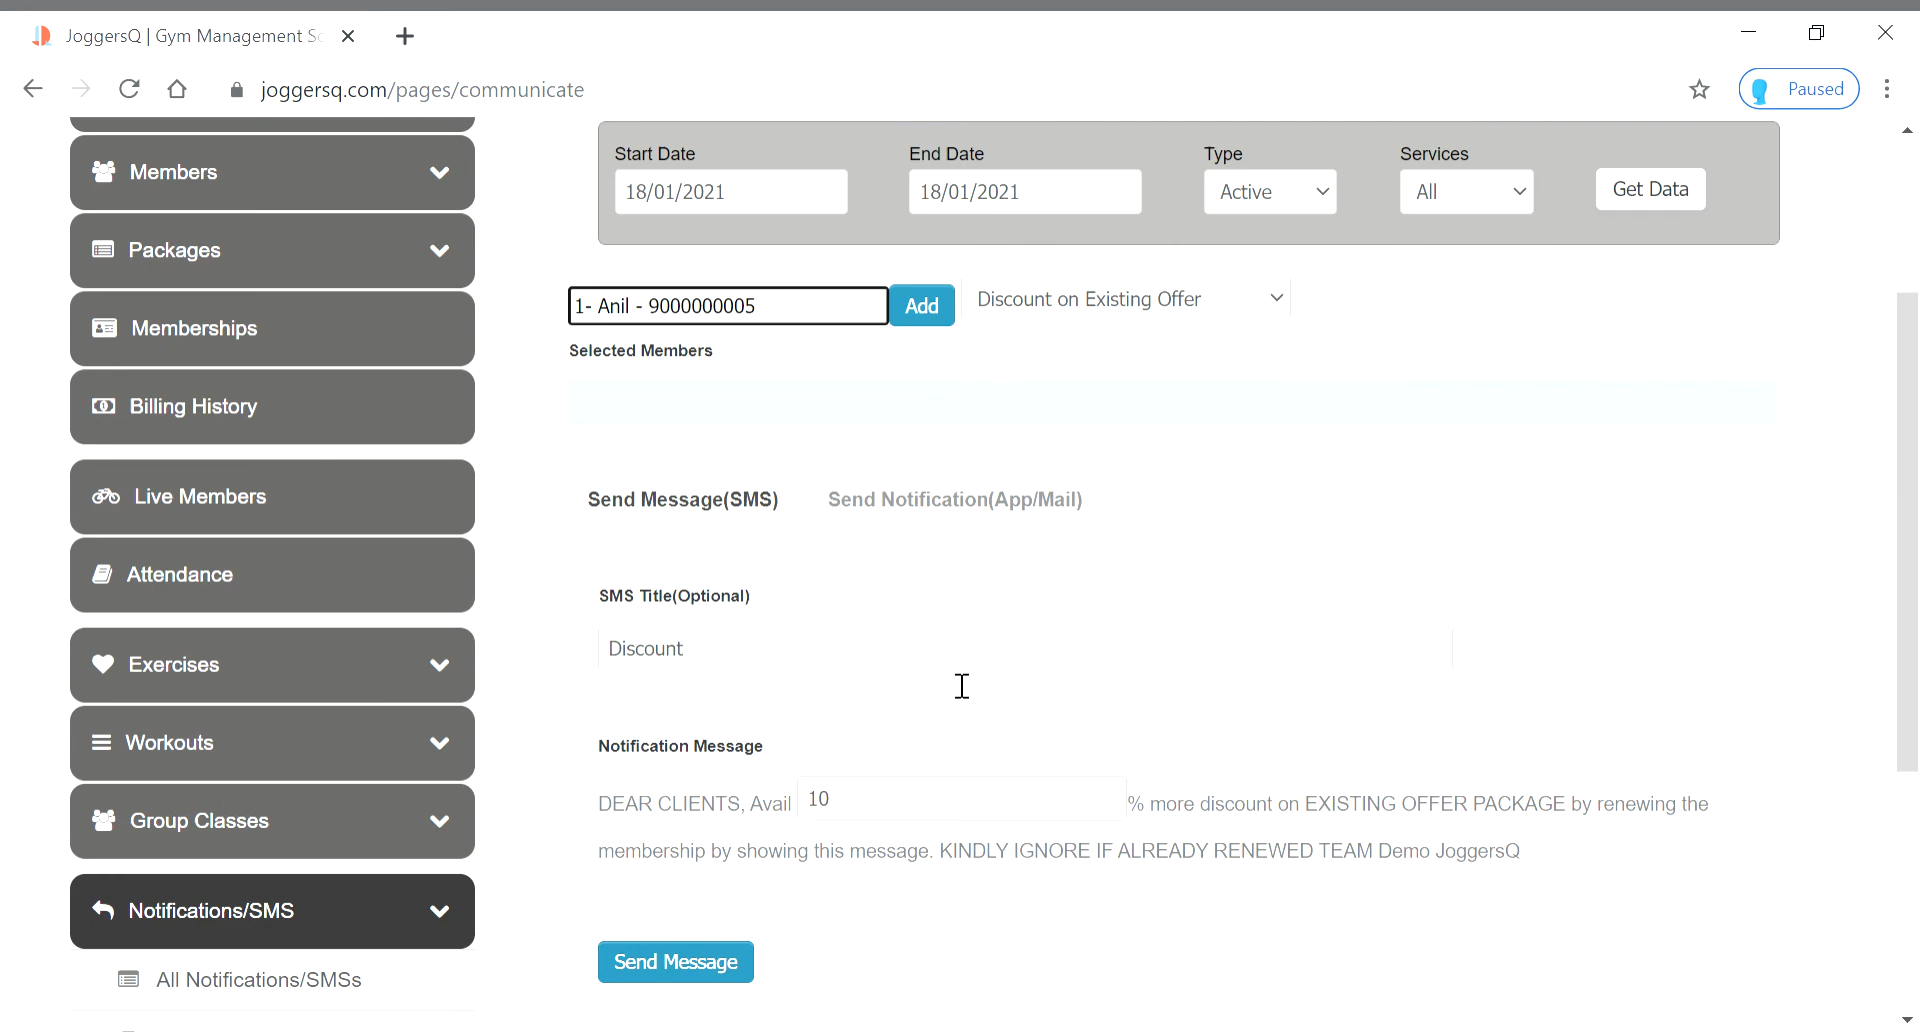 JoggersQ | Gym Management Sc
joggersq.com/pages/communicate
Paused
Members
Packages
Memberships
Billing History
Live Members
Attendance
Exercises
Workouts
Group Classes
Notifications/SMS
All Notifications/SMSs
Start Date End Date Type Services
18/01/2021 18/01/2021 Active All Get Data
1- Anil - 9000000005 Add Discount on Existing Offer
Selected Members
Send Message(SMS) Send Notification(App/Mail)
SMS Title(Optional)
Discount
Notification Message
DEAR CLIENTS, Avail 10 % more discount on EXISTING OFFER PACKAGE by renewing the
membership by showing this message. KINDLY IGNORE IF ALREADY RENEWED TEAM Demo JoggersQ
Send Message